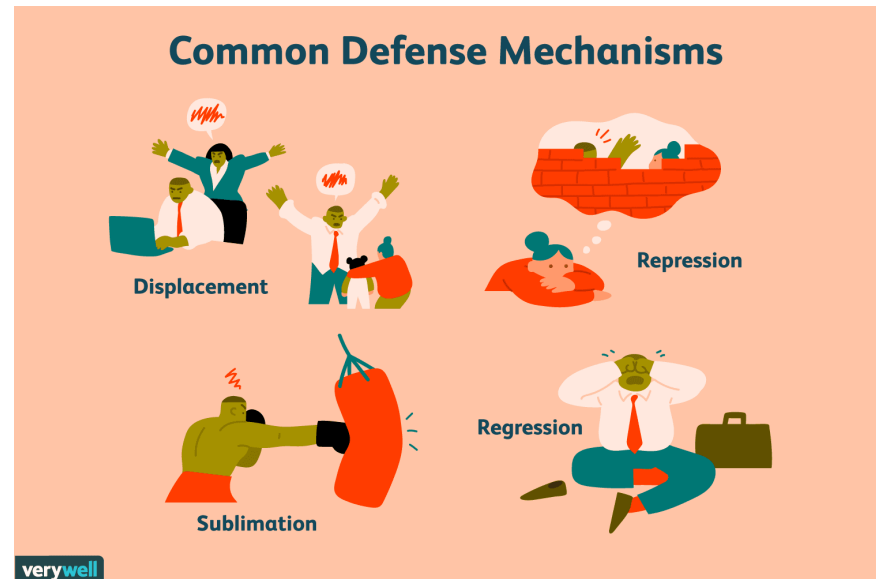 Common Defense Mechanisms
Displacement
Repression
Sublimation
Regression
verywell